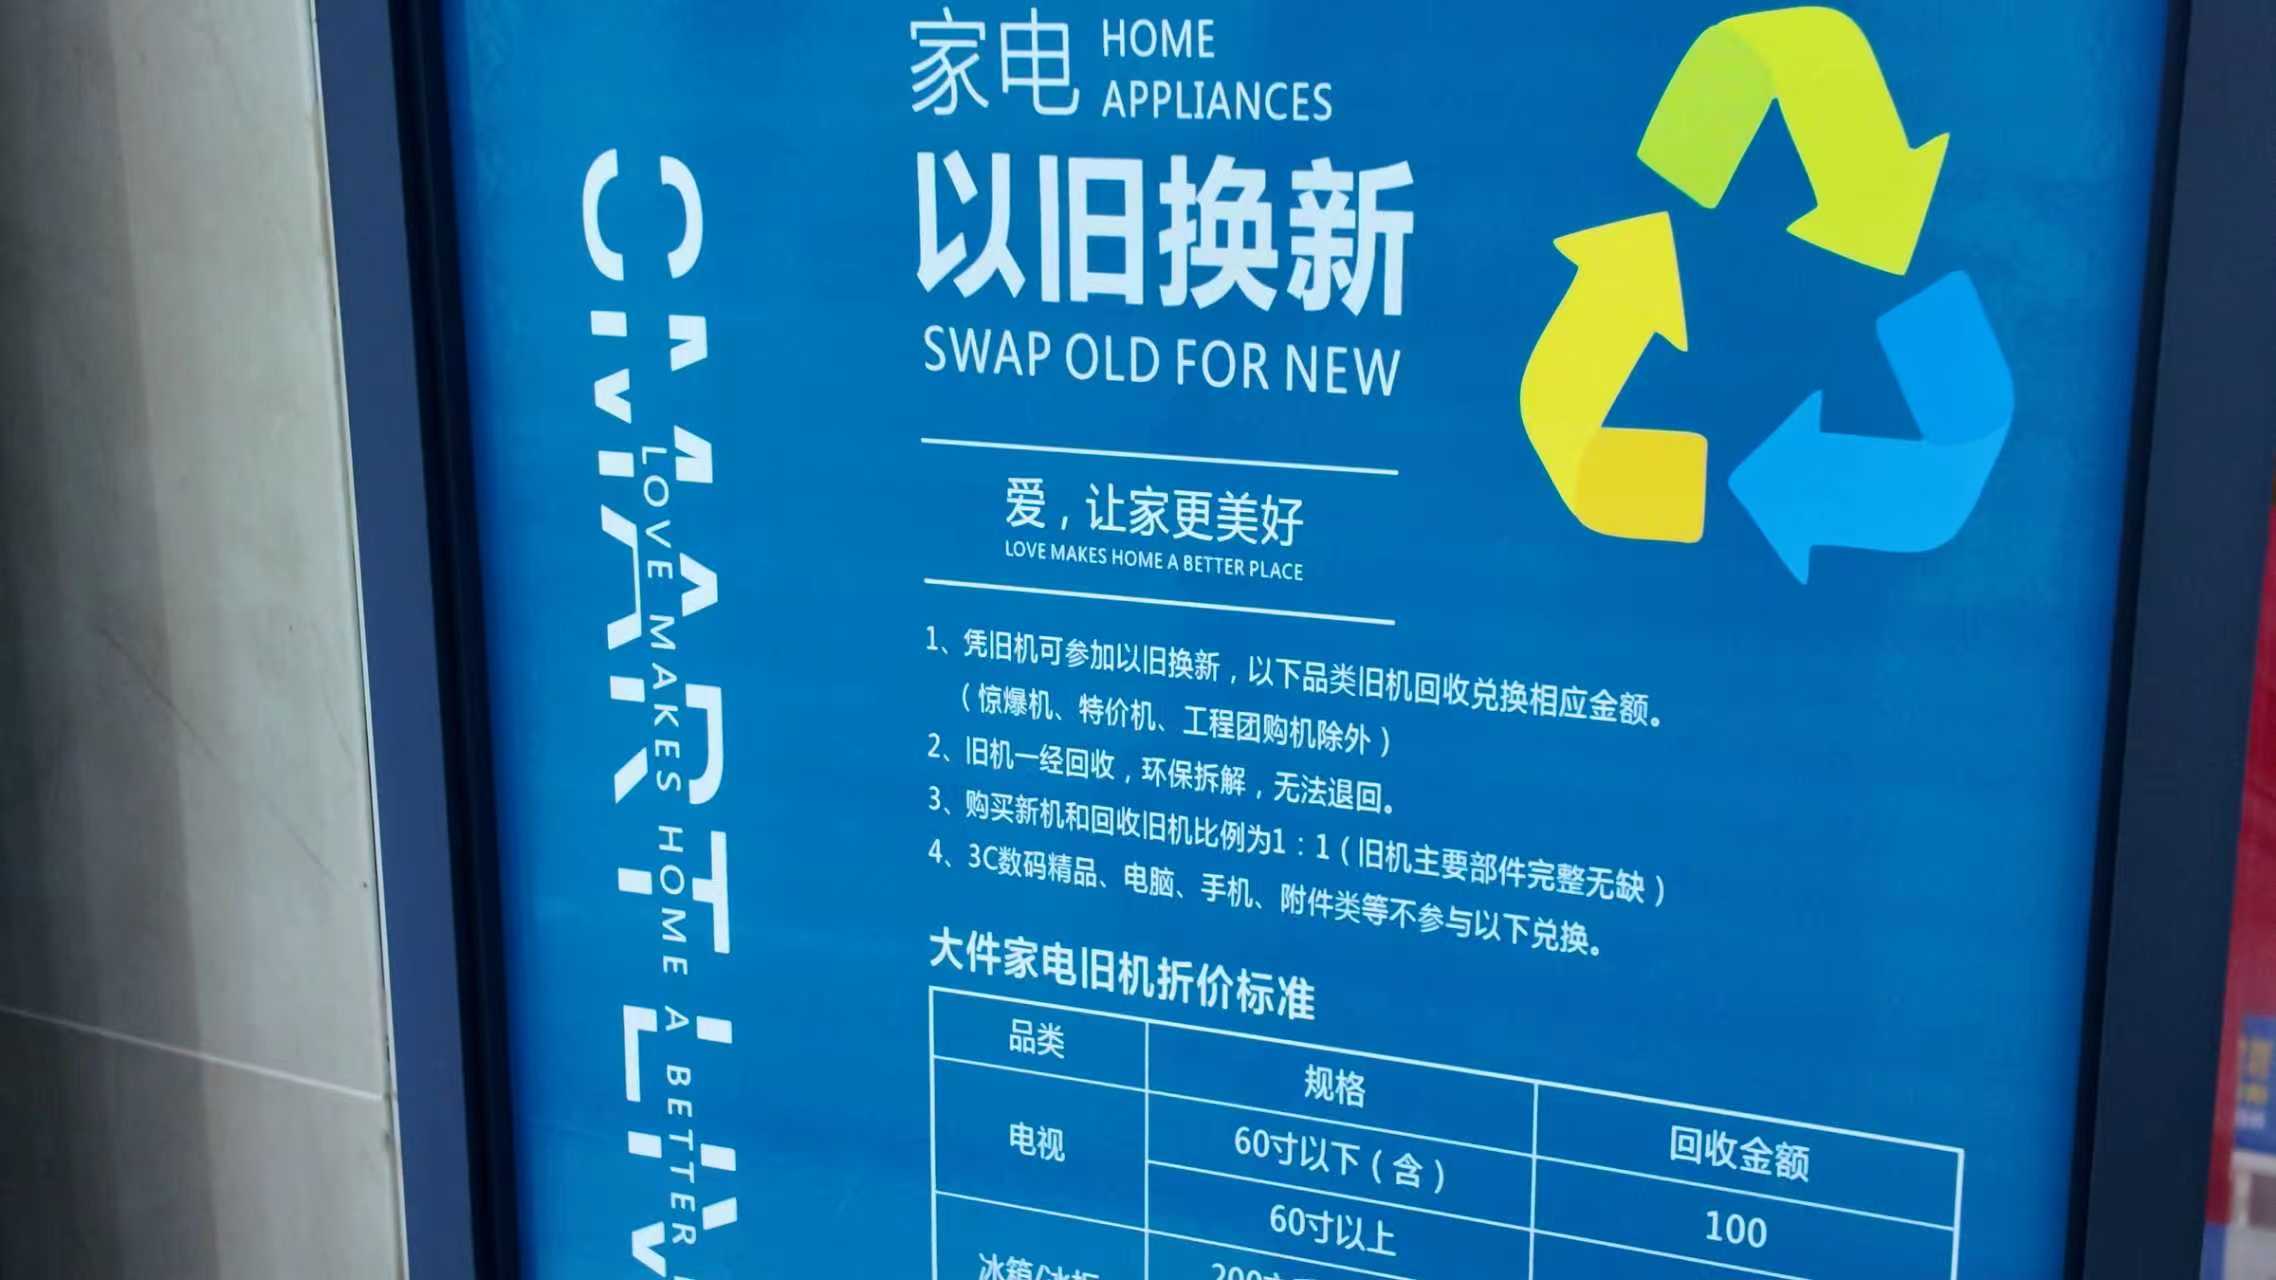 家电
HOME
APPLIANCES
以旧换新
SWAP OLD FOR NEW
爱，让家更美好
LOVE MAKES HOME A BETTER PLACE
1、凭旧机可参加以旧换新，以下品类旧机回收兑换相应金额。
（惊爆机、特价机、工程团购机除外）
2、旧机一经回收，环保拆解，无法退回。
3、购买新机和回收旧机比例为1：1（旧机主要部件完整无缺）
4、3C数码精品、电脑、手机、附件类等不参与以下兑换。
大件家电旧机折价标准
品类 规格 回收金额
电视 60寸以下（含） 100
60寸以上
冰箱/冰柜 200
LOVE MAKES HOME A BETTER